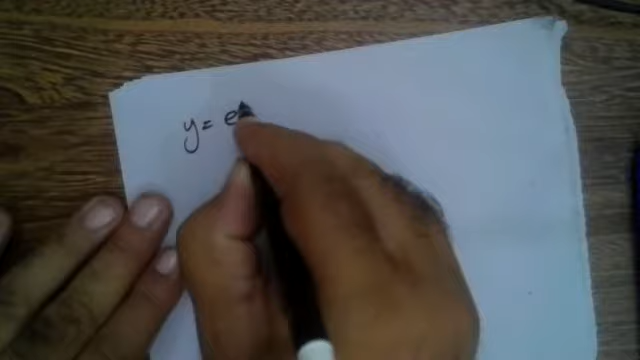 y = e